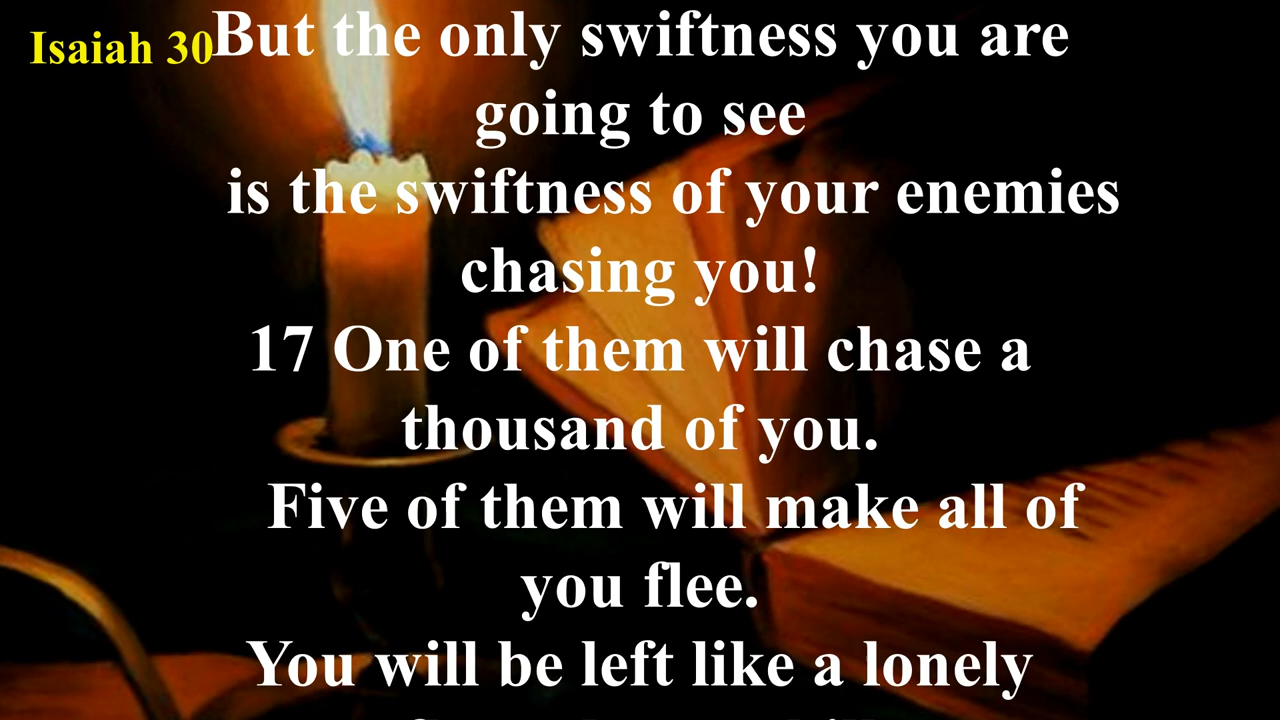 Isaiah 30
But the only swiftness you are
going to see
is the swiftness of your enemies
chasing you!
17 One of them will chase a
thousand of you.
Five of them will make all of
you flee.
You will be left like a lonely